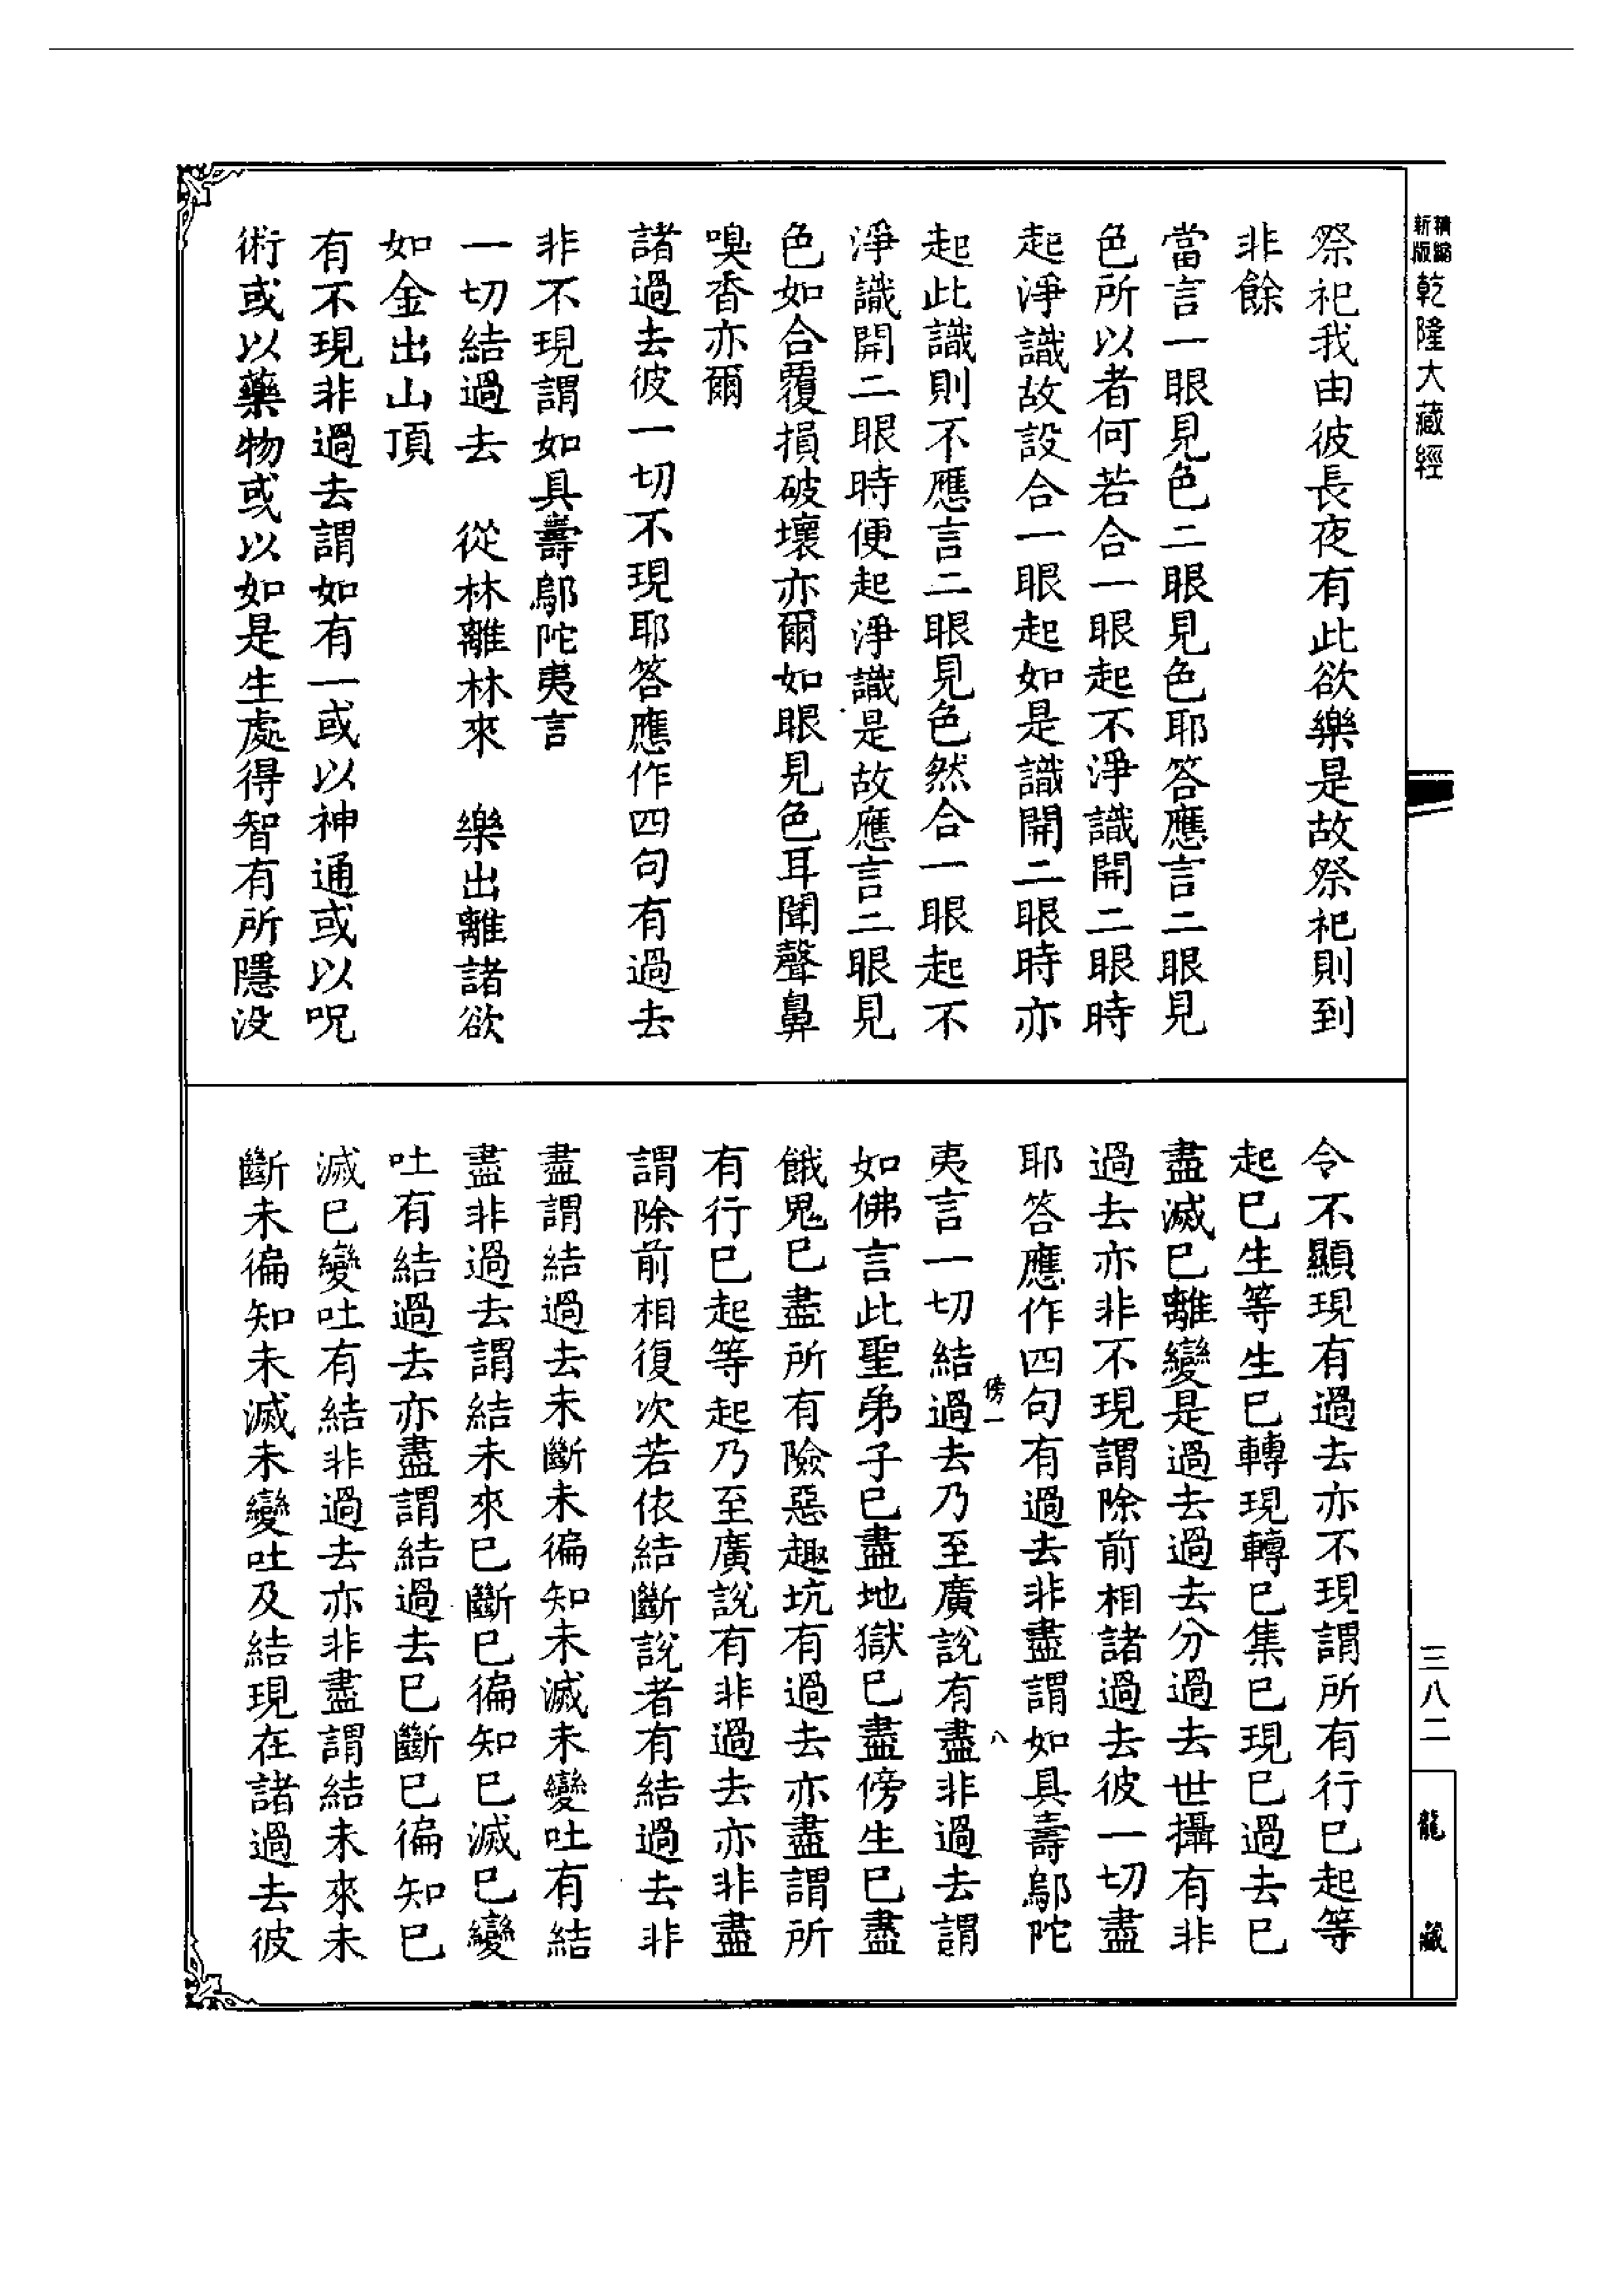 精縮新版乾隆大藏經
祭祀我由彼長夜有此欲樂是故祭祀則到
非餘
當言一眼見色二眼見色耶答應言二眼見
色所以者何若合一眼起不淨識開二眼時
起淨識故設合一眼起如是識開二眼時亦
起此識則不應言二眼見色然合一眼起不
淨識開二眼時便起淨識是故應言二眼見
色如合覆損破壞亦爾如眼見色耳聞聲鼻
嗅香亦爾
諸過去彼一切不現耶答應作四句有過去
非不現謂如具壽鄔陀夷言
一切結過去　從林離林來　樂出離諸欲
如金出山頂
有不現非過去謂如有一或以神通或以呪
術或以藥物或以如是生處得智有所隱没
令不顯現有過去亦不現謂所有行已起等
起已生等生已轉現轉已集已現已過去已
盡滅已離變是過去過去分過去世攝有非
過去亦非不現謂除前相諸過去彼一切盡
耶答應作四句有過去非盡謂如具壽鄔陀
傍一
八
夷言一切結過去乃至廣說有盡非過去謂
如佛言此聖弟子已盡地獄已盡傍生已盡
餓鬼已盡所有險惡趣坑有過去亦盡謂所
有行已起等起乃至廣說有非過去亦非盡
謂除前相復次若依結斷說者有結過去非
盡謂結過去未斷未徧知未滅未變吐有結
盡非過去謂結未來已斷已徧知已滅已變
吐有結過去亦盡謂結過去已斷已徧知已
滅已變吐有結非過去亦非盡謂結未來未
斷未徧知未滅未變吐及結現在諸過去彼
三八二
龍藏